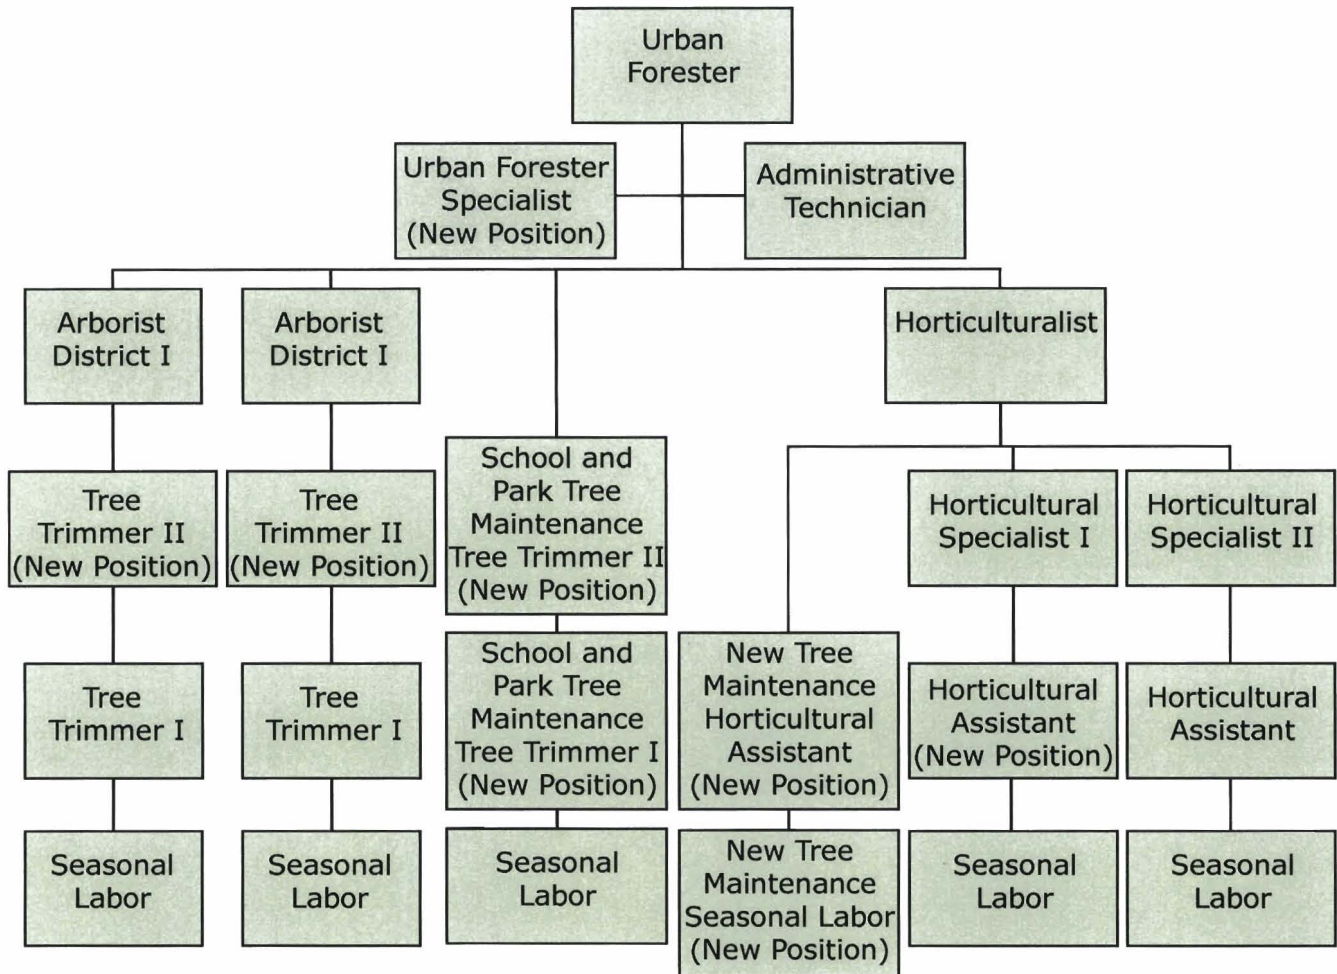 Urban
Forester
Urban Forester
Specialist
(New Position)
Administrative
Technician
Arborist
District I
Arborist
District I
Horticulturalist
Tree
Trimmer II
(New Position)
Tree
Trimmer II
(New Position)
School and
Park Tree
Maintenance
Tree Trimmer II
(New Position)
Horticultural
Specialist I
Horticultural
Specialist II
Tree
Trimmer I
Tree
Trimmer I
School and
Park Tree
Maintenance
Tree Trimmer I
(New Position)
New Tree
Maintenance
Horticultural
Assistant
(New Position)
Horticultural
Assistant
(New Position)
Horticultural
Assistant
Seasonal
Labor
Seasonal
Labor
Seasonal
Labor
New Tree
Maintenance
Seasonal Labor
(New Position)
Seasonal
Labor
Seasonal
Labor